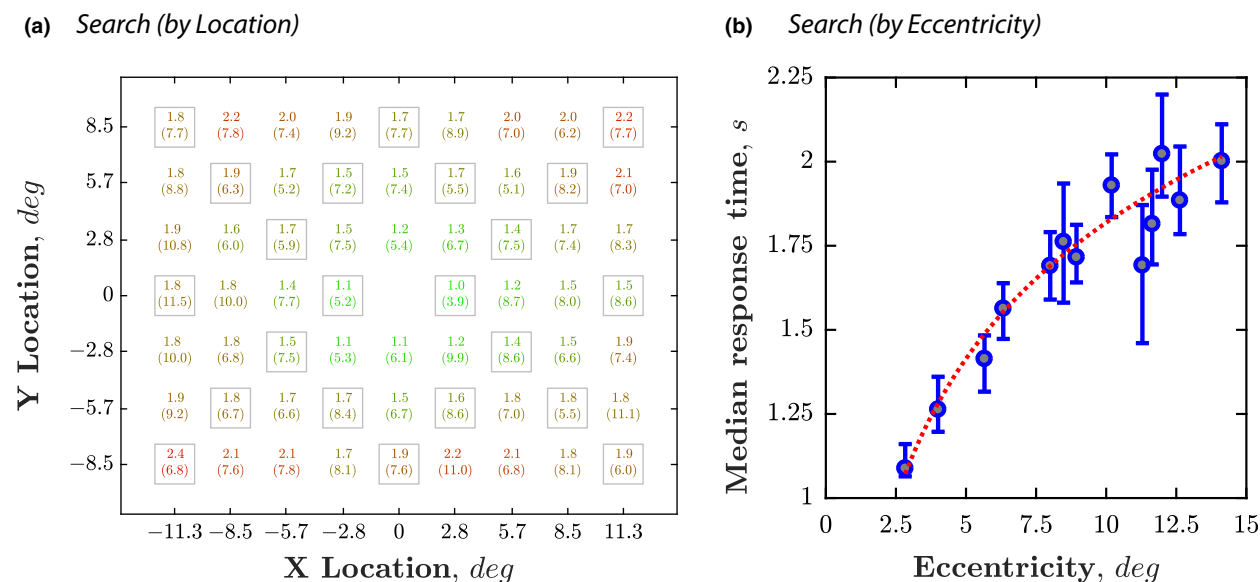 (a) Search (by Location)
8.5 1.8 2.2 2.0 1.9 1.7 1.7 2.0 2.0 2.2
(7.7) (7.8) (7.4) (9.2) (7.7) (8.9) (7.0) (6.2) (7.7)
5.7 1.8 1.9 1.7 1.5 1.5 1.7 1.6 1.9 2.1
(8.8) (6.3) (5.2) (7.2) (7.4) (5.5) (5.1) (8.2) (7.0)
2.8 1.9 1.6 1.7 1.5 1.2 1.3 1.4 1.7 1.7
(10.8) (6.0) (5.9) (7.5) (5.4) (6.7) (7.5) (7.4) (8.3)
0 1.8 1.8 1.4 1.1 1.0 1.2 1.5 1.5
(11.5) (10.0) (7.7) (5.2) (3.9) (8.7) (8.0) (8.6)
−2.8 1.8 1.8 1.5 1.1 1.1 1.2 1.4 1.5 1.9
(10.0) (6.8) (7.5) (5.3) (6.1) (9.9) (8.6) (6.6) (7.4)
−5.7 1.9 1.8 1.7 1.7 1.5 1.6 1.8 1.8 1.8
(9.2) (6.7) (6.6) (8.4) (6.7) (8.6) (7.0) (5.5) (11.1)
−8.5 2.4 2.1 2.1 1.7 1.9 2.2 2.1 1.8 1.9
(6.8) (7.6) (7.8) (8.1) (7.6) (11.0) (6.8) (8.1) (6.0)
−11.3 −8.5 −5.7 −2.8 0 2.8 5.7 8.5 11.3
X Location, deg
Y Location, deg
(b) Search (by Eccentricity)
2.25
2
1.75
1.5
1.25
1
0 2.5 5 7.5 10 12.5 15
Eccentricity, deg
Median response time, s